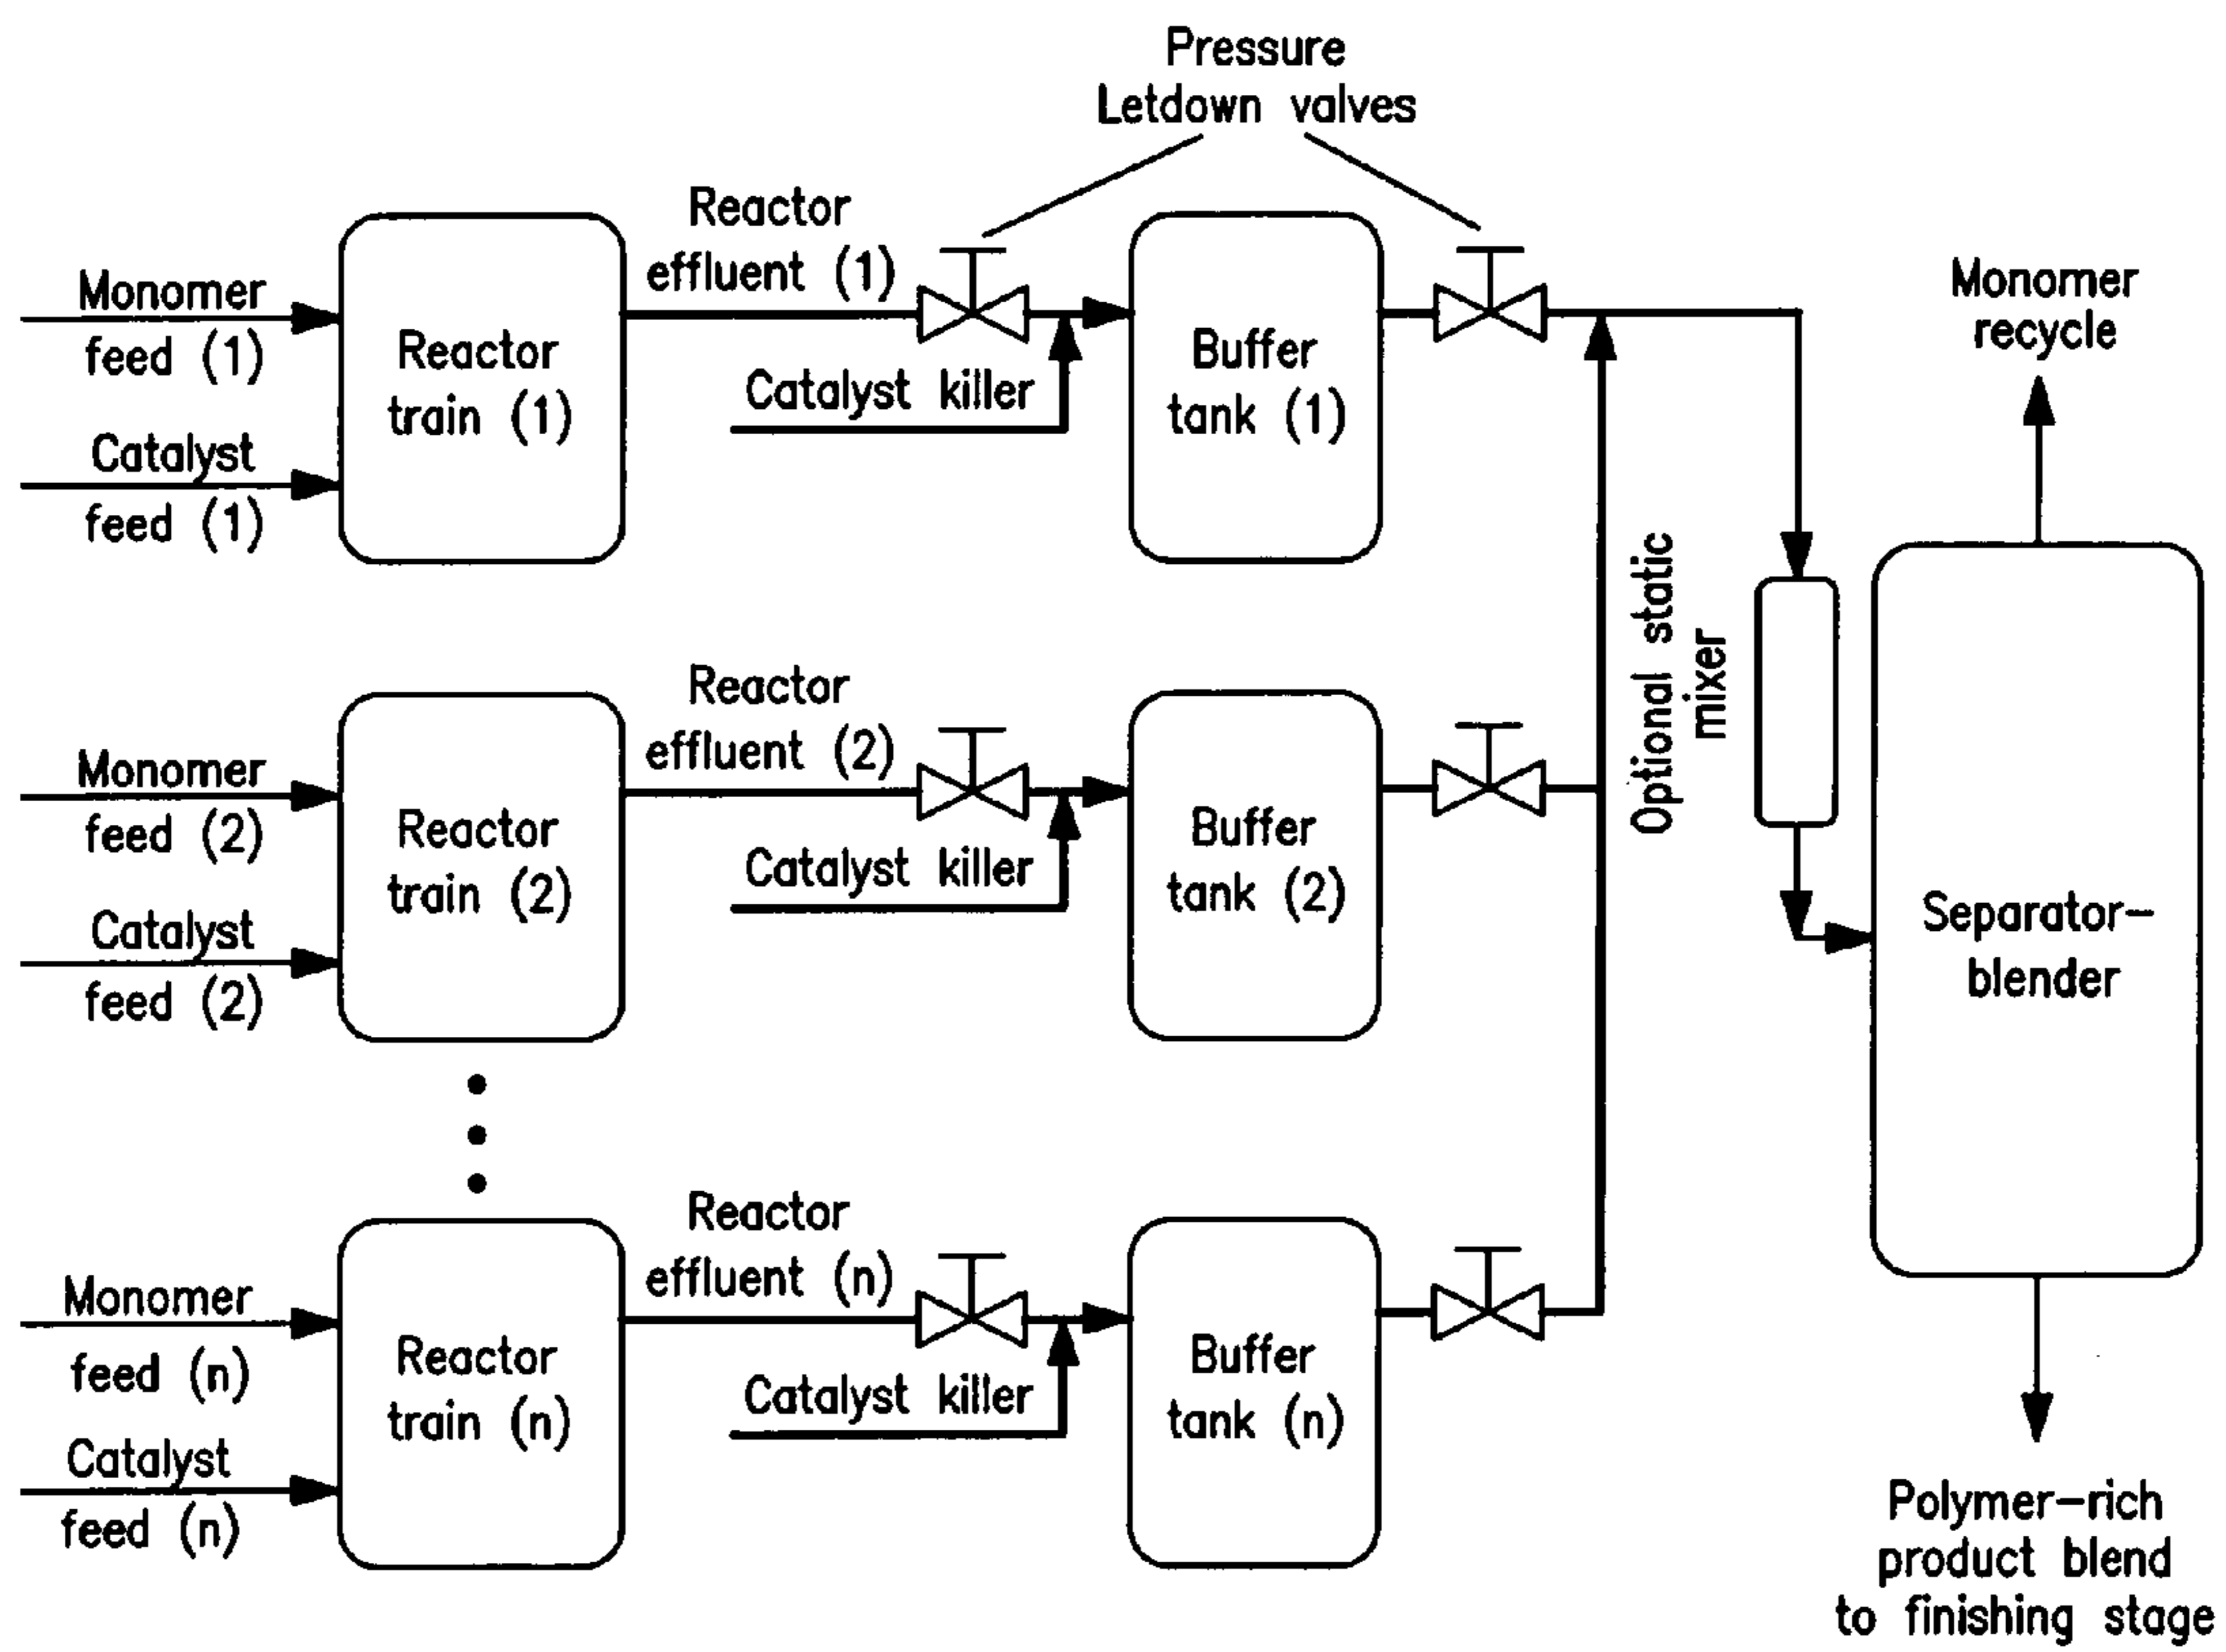 Pressure
Letdown valves
Reactor
effluent (1)
Monomer
feed (1)
Reactor
train (1)
Catalyst killer
Buffer
tank (1)
Catalyst
feed (1)
Monomer
recycle
Optional static
mixer
Reactor
effluent (2)
Monomer
feed (2)
Reactor
train (2)
Catalyst killer
Buffer
tank (2)
Catalyst
feed (2)
Separator-
blender
Reactor
effluent (n)
Monomer
feed (n)
Reactor
train (n)
Catalyst killer
Buffer
tank (n)
Catalyst
feed (n)
Polymer-rich
product blend
to finishing stage